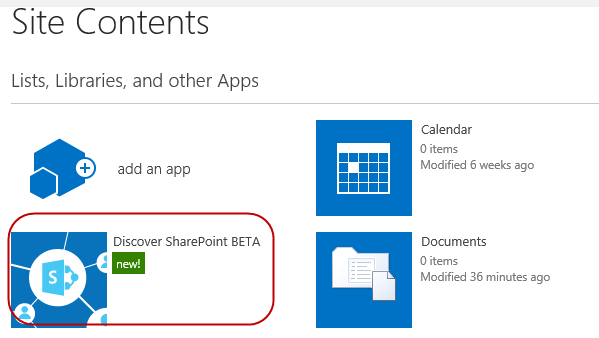 Site Contents
Lists, Libraries, and other Apps
add an app
Calendar
0 items
Modified 6 weeks ago
S
Discover SharePoint BETA
new!
Documents
0 items
Modified 36 minutes ago